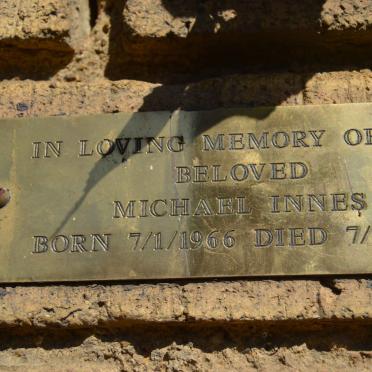 IN LOVING MEMORY OF
BELOVED
MICHAEL INNES
BORN 7/1/1966 DIED 7/